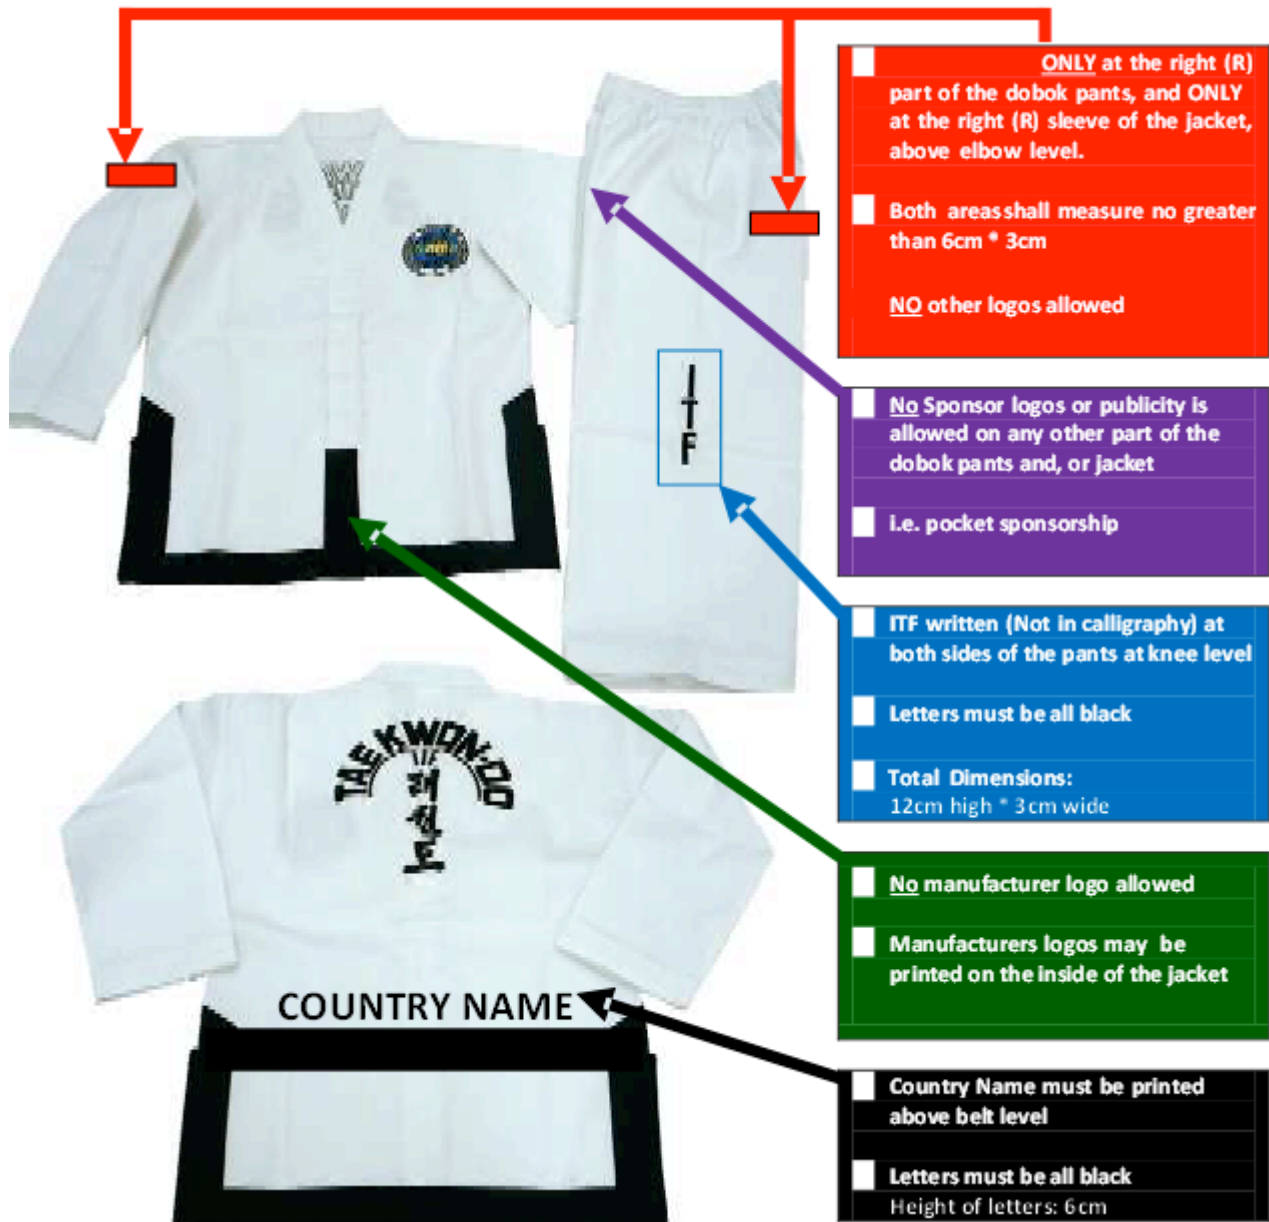 ONLY at the right (R)
part of the dobok pants, and ONLY
at the right (R) sleeve of the jacket,
above elbow level.
Both areas shall measure no greater
than 6cm * 3cm
NO other logos allowed
No Sponsor logos or publicity is
allowed on any other part of the
dobok pants and, or jacket
i.e. pocket sponsorship
I
T
F
ITF written (Not in calligraphy) at
both sides of the pants at knee level
Letters must be all black
Total Dimensions:
12cm high * 3cm wide
TAEKWON-DO
태권도
No manufacturer logo allowed
Manufacturers logos may be
printed on the inside of the jacket
COUNTRY NAME
Country Name must be printed
above belt level
Letters must be all black
Height of letters: 6cm